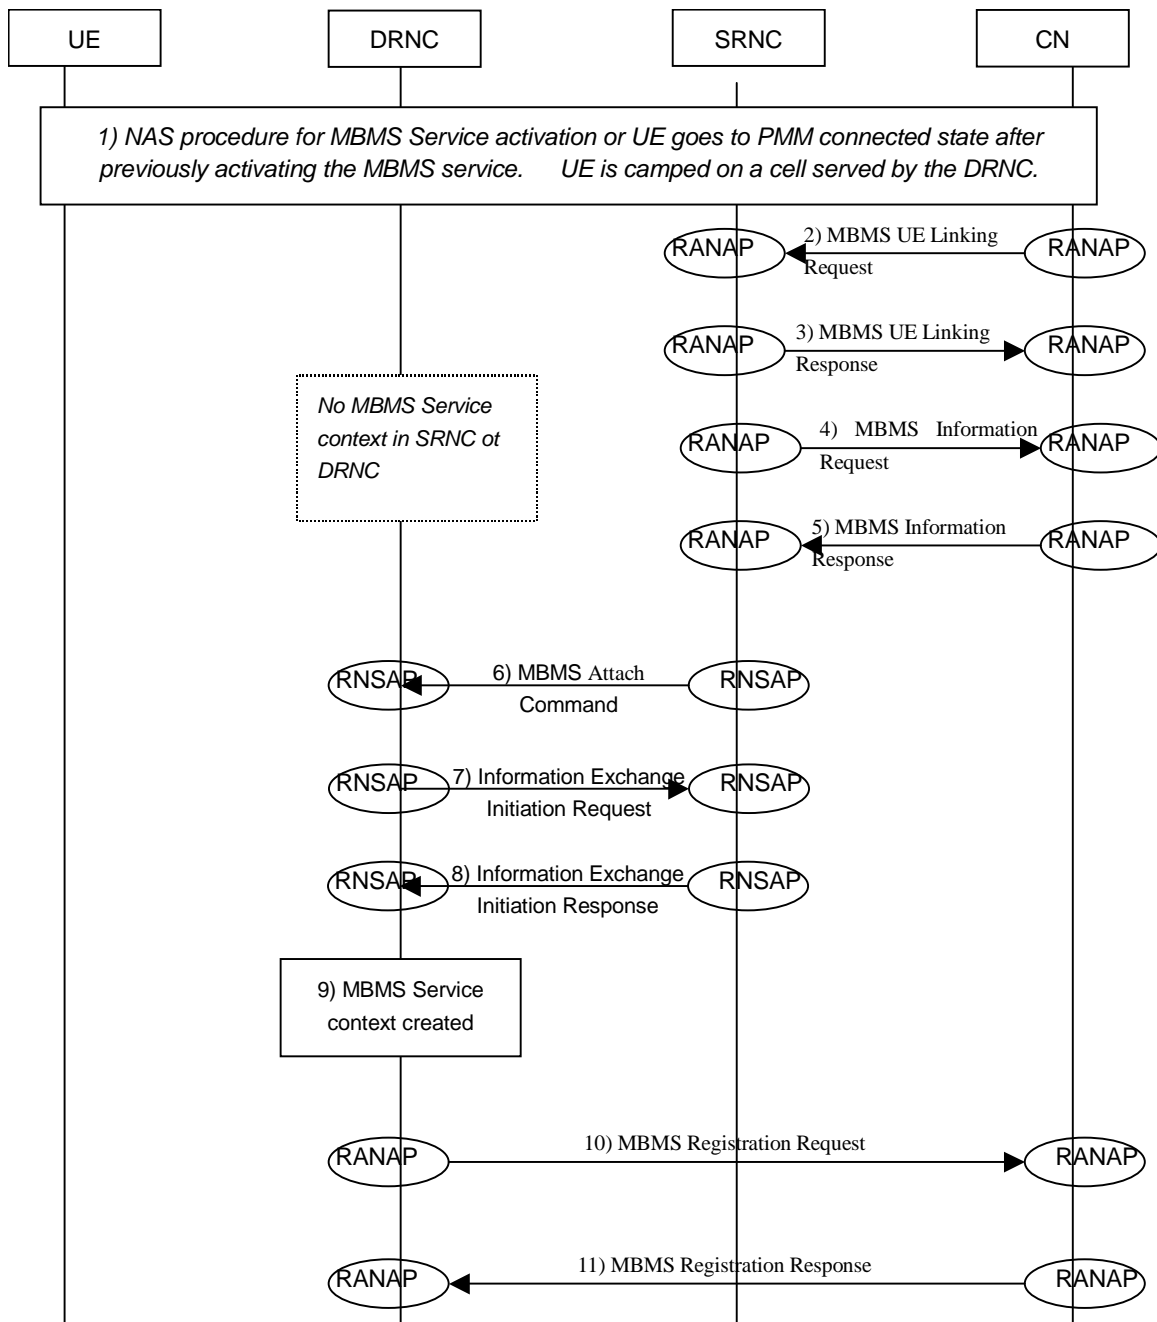 UE DRNC SRNC CN
1) NAS procedure for MBMS Service activation or UE goes to PMM connected state after
previously activating the MBMS service. UE is camped on a cell served by the DRNC.
RANAP 2) MBMS UE Linking RANAP
Request
RANAP 3) MBMS UE Linking RANAP
Response
No MBMS Service
context in SRNC ot
DRNC
RANAP 4) MBMS Information RANAP
Request
RANAP 5) MBMS Information RANAP
Response
RNSAP 6) MBMS Attach RNSAP
Command
RNSAP 7) Information Exchange RNSAP
Initiation Request
RNSAP 8) Information Exchange RNSAP
Initiation Response
9) MBMS Service
context created
RANAP 10) MBMS Registration Request RANAP
RANAP 11) MBMS Registration Response RANAP